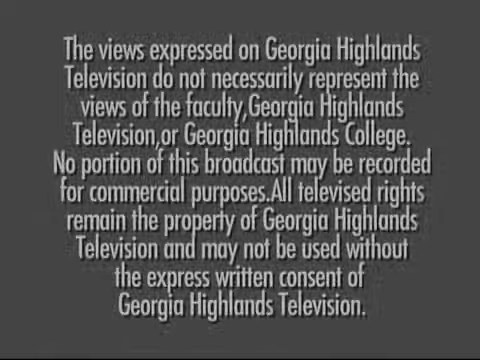 The views expressed on Georgia Highlands
Television do not necessarily represent the
views of the faculty,Georgia Highlands
Television,or Georgia Highlands College.
No portion of this broadcast may be recorded
for commercial purposes.All televised rights
remain the property of Georgia Highlands
Television and may not be used without
the express written consent of
Georgia Highlands Television.